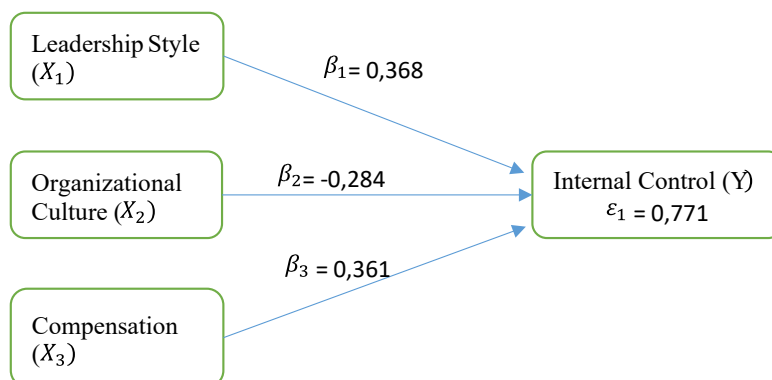 Leadership Style
(𝑋₁)
𝛽₁= 0,368
Organizational
Culture (𝑋₂)
𝛽₂= -0,284
Internal Control (Y)
𝜀₁ = 0,771
𝛽₃ = 0,361
Compensation
(𝑋₃)